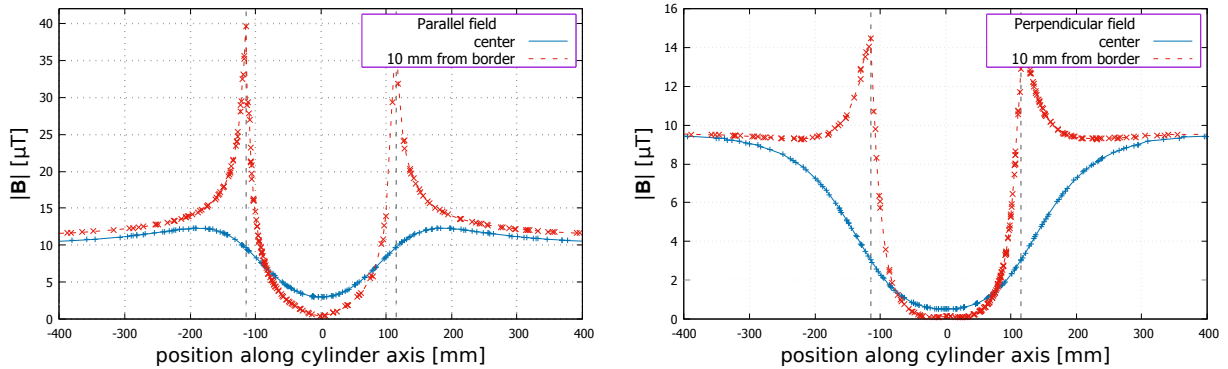 |B| [μT]
40
35
30
25
20
15
10
5
0
Parallel field
center
10 mm from border
-400 -300 -200 -100 0 100 200 300 400
position along cylinder axis [mm]
|B| [μT]
16
14
12
10
8
6
4
2
0
Perpendicular field
center
10 mm from border
-400 -300 -200 -100 0 100 200 300 400
position along cylinder axis [mm]